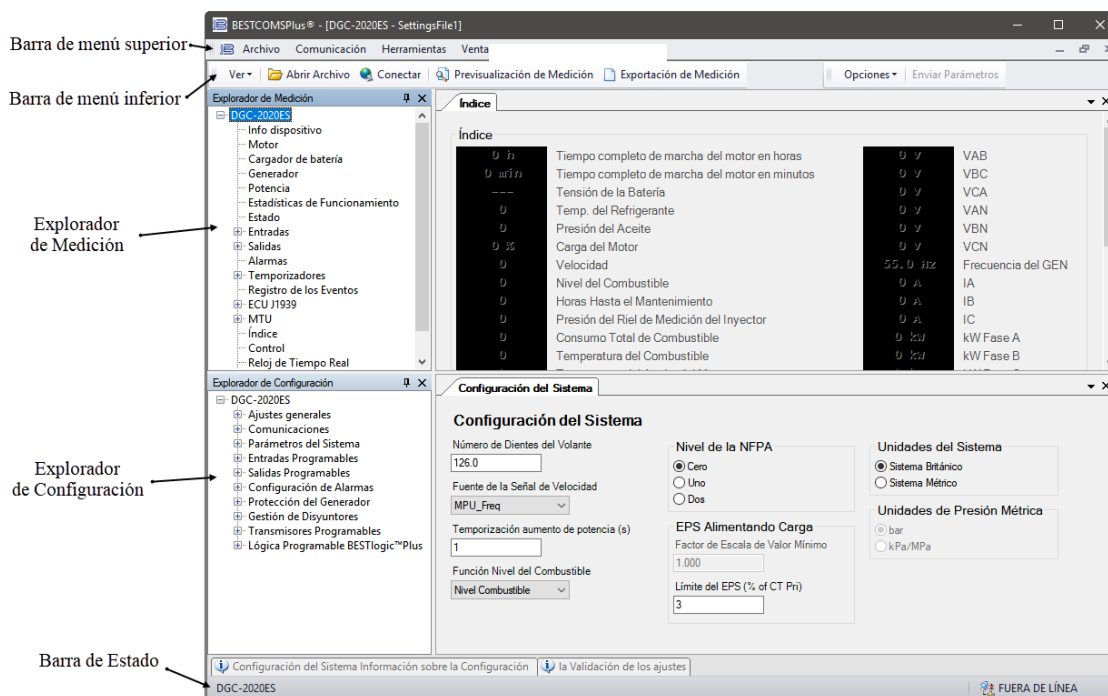 BESTCOMSPlus® - [DGC-2020ES - SettingsFile1]
Barra de menú superior
Archivo Comunicación Herramientas Venta
Barra de menú inferior
Ver Abrir Archivo Conectar Previsualización de Medición Exportación de Medición Opciones Enviar Parámetros
Explorador de Medición
DGC-2020ES
Info dispositivo
Motor
Cargador de batería
Generador
Potencia
Estadísticas de Funcionamiento
Estado
Entradas
Salidas
Alarmas
Temporizadores
Registro de los Eventos
ECU J1939
MTU
Índice
Control
Reloj de Tiempo Real
Explorador
de Medición
Índice
Índice
0 h Tiempo completo de marcha del motor en horas 0 V VAB
0 min Tiempo completo de marcha del motor en minutos 0 V VBC
--- Tensión de la Batería 0 V VCA
0 Temp. del Refrigerante 0 V VAN
0 Presión del Aceite 0 V VBN
0 % Carga del Motor 0 V VCN
0 Velocidad 55.0 Hz Frecuencia del GEN
0 Nivel del Combustible 0 A IA
0 Horas Hasta el Mantenimiento 0 A IB
0 Presión del Riel de Medición del Inyector 0 A IC
0 Consumo Total de Combustible 0 kW kW Fase A
0 Temperatura del Combustible 0 kW kW Fase B
Explorador de Configuración
DGC-2020ES
Ajustes generales
Comunicaciones
Parámetros del Sistema
Entradas Programables
Salidas Programables
Configuración de Alarmas
Protección del Generador
Gestión de Disyuntores
Transmisores Programables
Lógica Programable BESTlogic™Plus
Explorador
de Configuración
Configuración del Sistema
Configuración del Sistema
Número de Dientes del Volante
126.0
Fuente de la Señal de Velocidad
MPU_Freq
Temporización aumento de potencia (s)
1
Función Nivel del Combustible
Nivel Combustible
Nivel de la NFPA
Cero
Uno
Dos
EPS Alimentando Carga
Factor de Escala de Valor Mínimo
1.000
Límite del EPS (% of CT Pri)
3
Unidades del Sistema
Sistema Británico
Sistema Métrico
Unidades de Presión Métrica
bar
kPa/MPa
Barra de Estado
Configuración del Sistema Información sobre la Configuración la Validación de los ajustes
DGC-2020ES FUERA DE LÍNEA